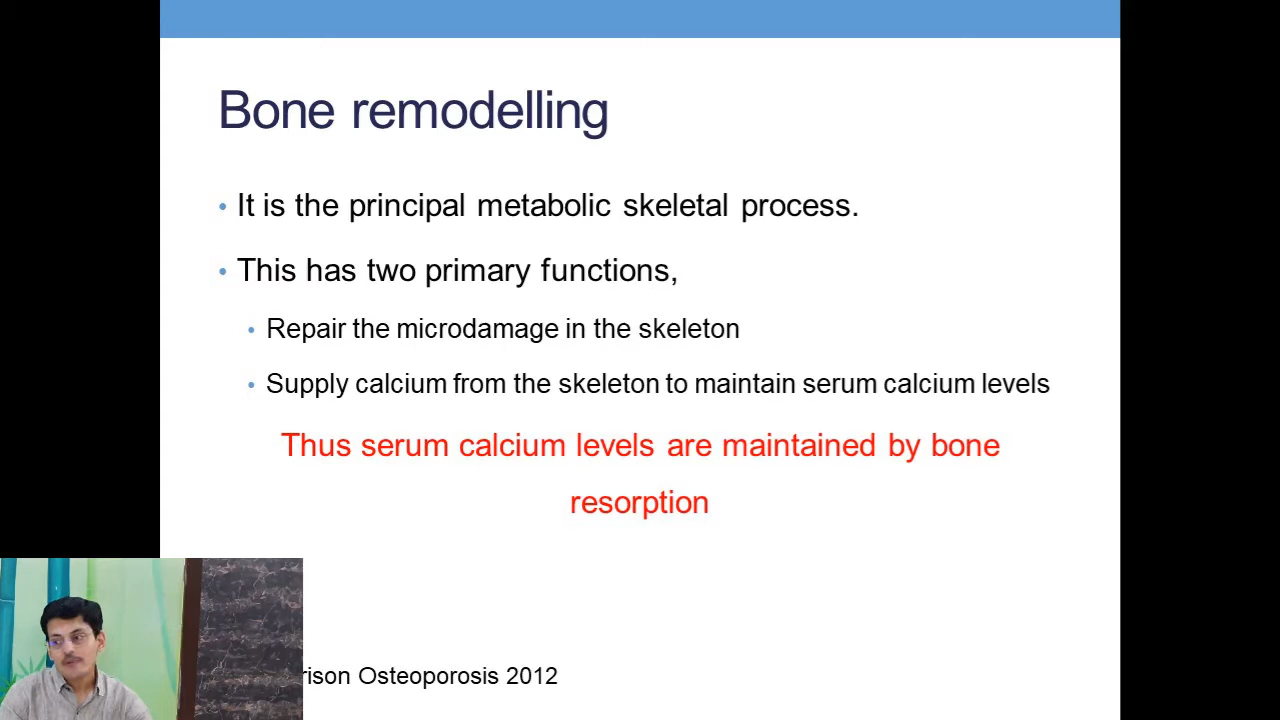 Bone remodelling
• It is the principal metabolic skeletal process.
• This has two primary functions,
• Repair the microdamage in the skeleton
• Supply calcium from the skeleton to maintain serum calcium levels
Thus serum calcium levels are maintained by bone
resorption
Osteoporosis 2012